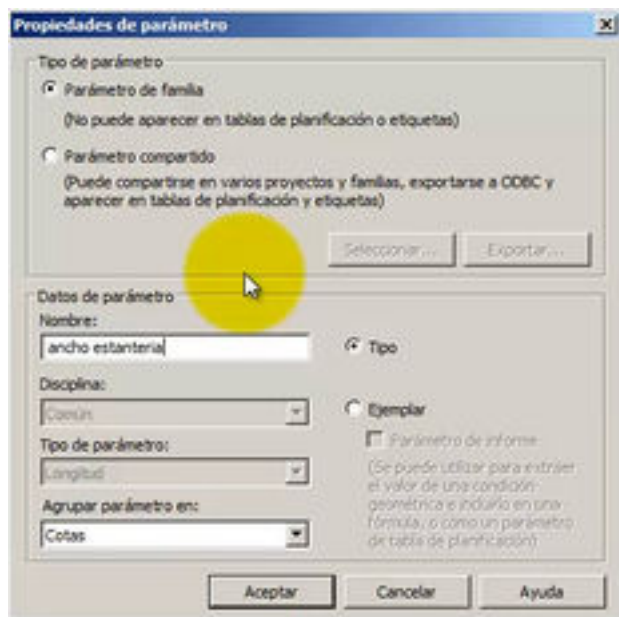 Propiedades de parámetro
Tipo de parámetro
Parámetro de familia
(No puede aparecer en tablas de planificación o etiquetas)
Parámetro compartido
(Puede compartirse en varios proyectos y familias, exportarse a ODBC y
aparecer en tablas de planificación y etiquetas)
Seleccionar... Exportar...
Datos de parámetro
Nombre:
ancho estanteria
Tipo
Disciplina:
Común
Ejemplar
Parámetro de informe
Tipo de parámetro:
Longitud
(Se puede utilizar para extraer
el valor de una condición
geométrica e incluirlo en una
fórmula, o como un parámetro
de tabla de planificación)
Agrupar parámetro en:
Cotas
Aceptar Cancelar Ayuda